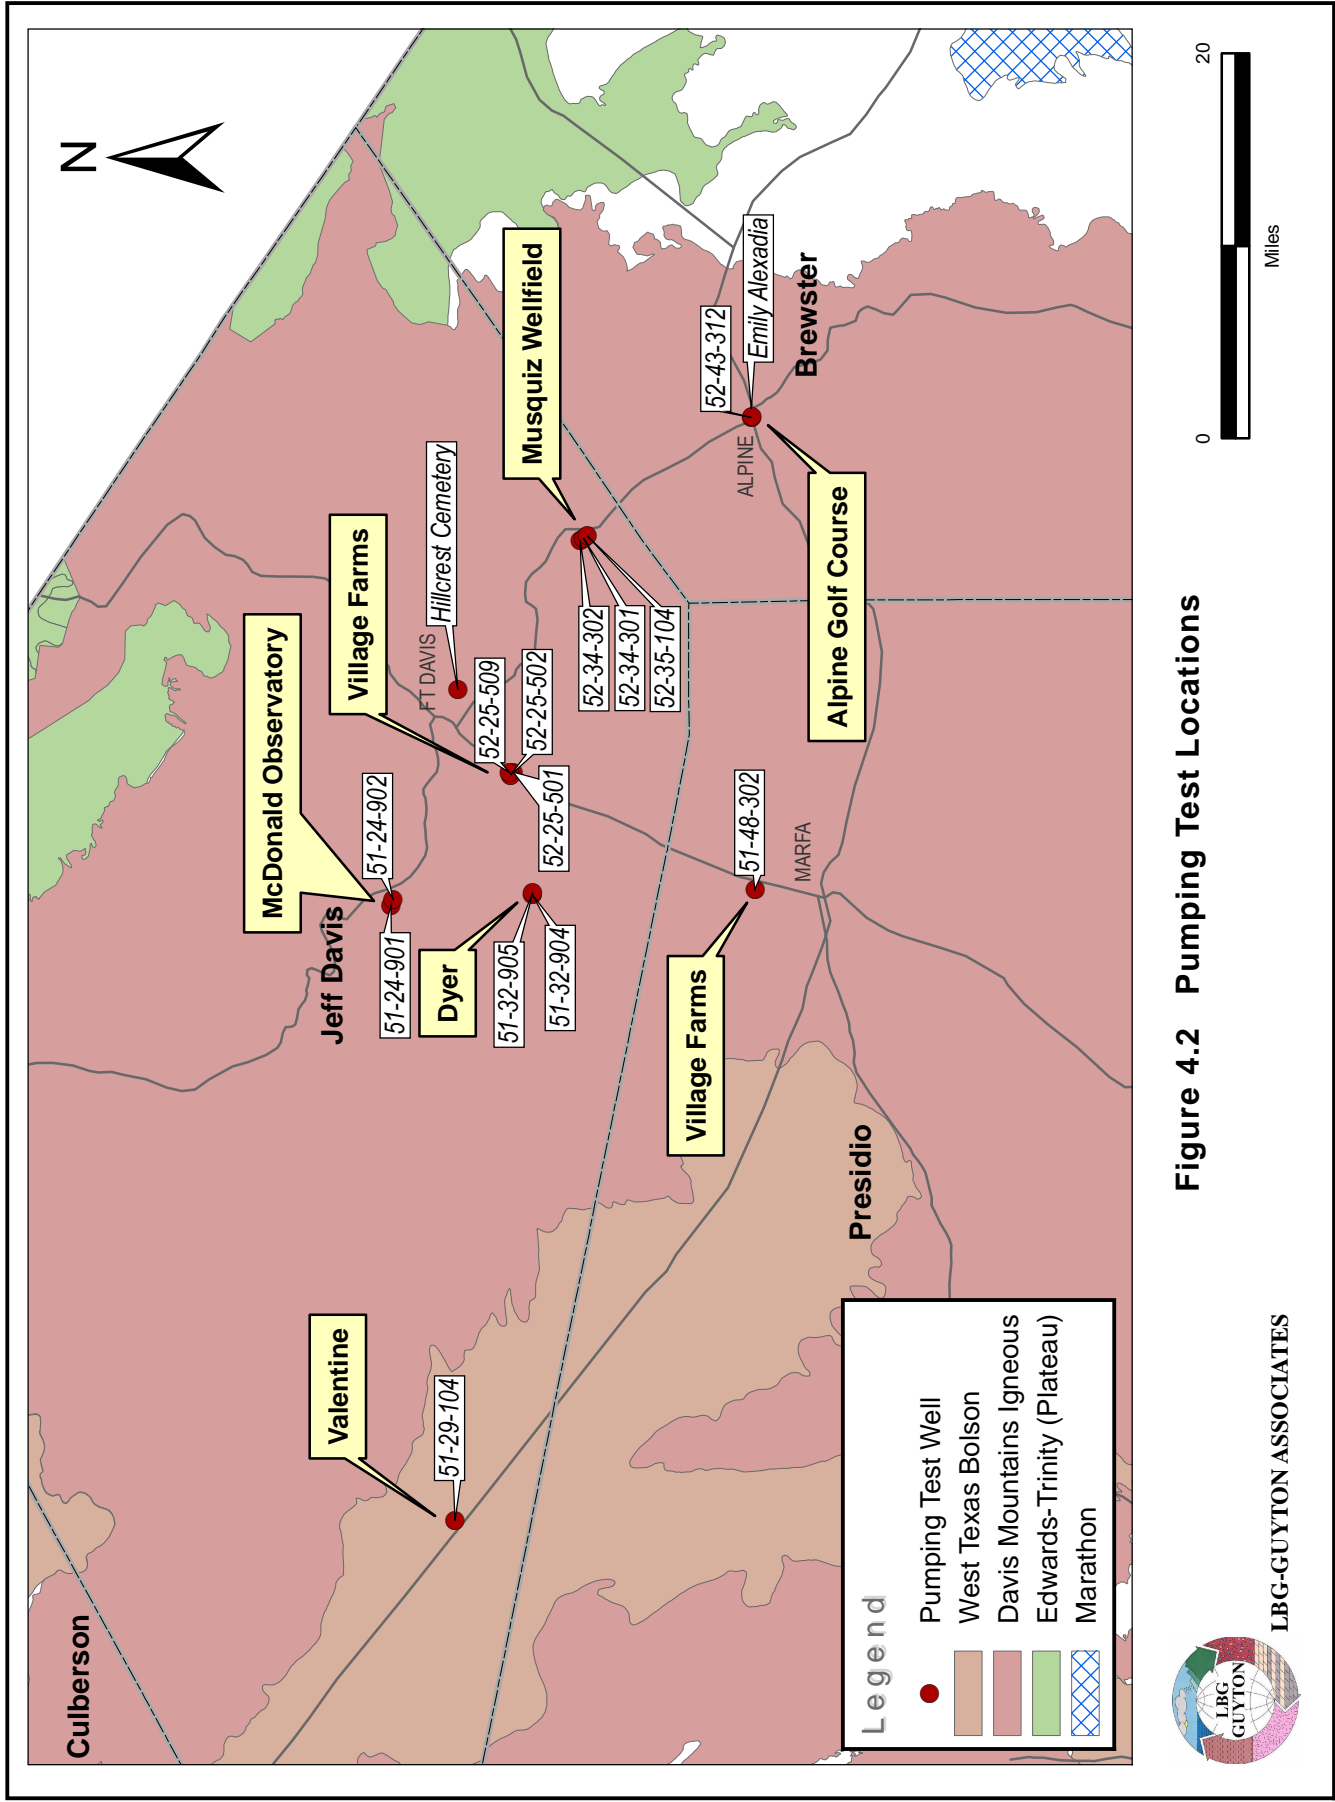 N
Culberson
Jeff Davis
McDonald Observatory
51-24-902
51-24-901
Village Farms
FT DAVIS
Hillcrest Cemetery
52-25-509
52-25-502
52-25-501
Musquiz Wellfield
52-34-302
52-34-301
52-35-104
Dyer
51-32-905
51-32-904
Valentine
51-29-104
52-43-312
Emily Alexadia
ALPINE
Brewster
Alpine Golf Course
Village Farms
51-48-302
MARFA
Presidio
Legend
Pumping Test Well
West Texas Bolson
Davis Mountains Igneous
Edwards-Trinity (Plateau)
Marathon
0
20
Miles
LBG
GUYTON
LBG-GUYTON ASSOCIATES
Figure 4.2 Pumping Test Locations